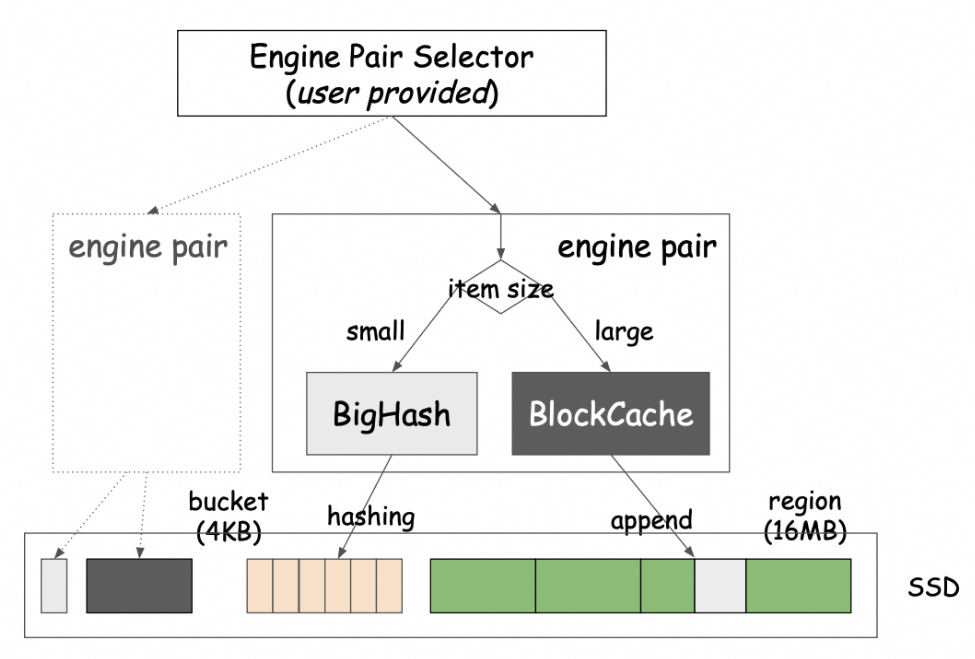 Engine Pair Selector
(user provided)
engine pair
engine pair
item size
small
large
BigHash
BlockCache
bucket
(4KB)
hashing
append
region
(16MB)
SSD